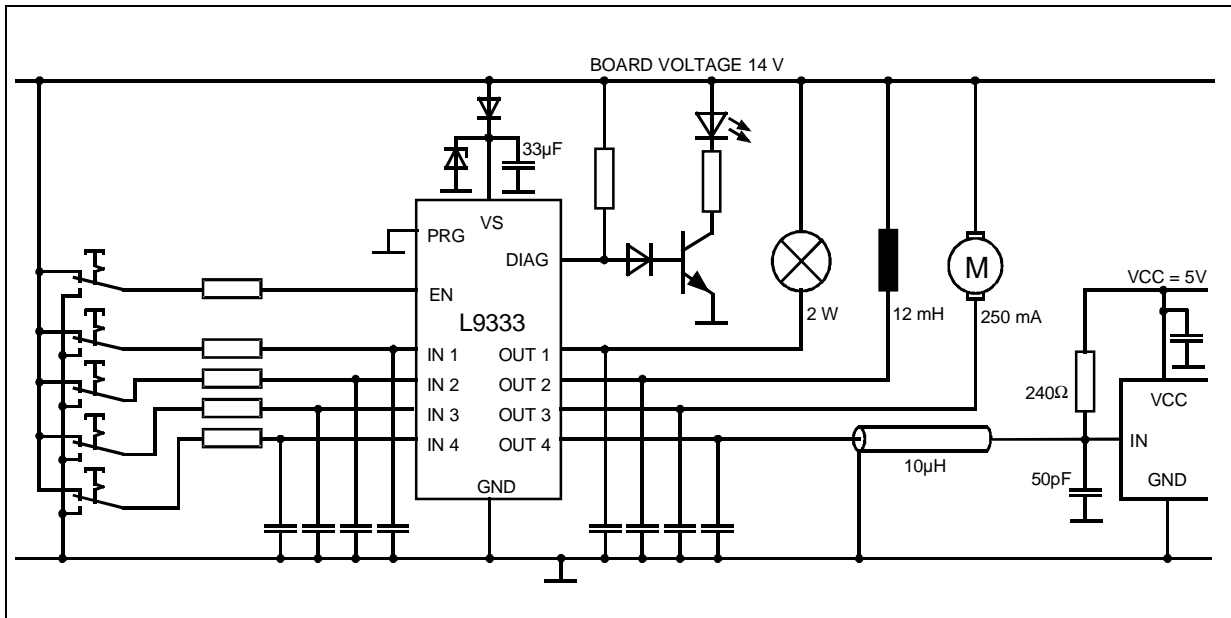 BOARD VOLTAGE 14 V
33µF
VS
PRG
DIAG
EN
L9333
IN 1
OUT 1
IN 2
OUT 2
IN 3
OUT 3
IN 4
OUT 4
GND
2 W
12 mH
M
250 mA
VCC = 5V
240Ω
VCC
IN
10µH
50pF
GND